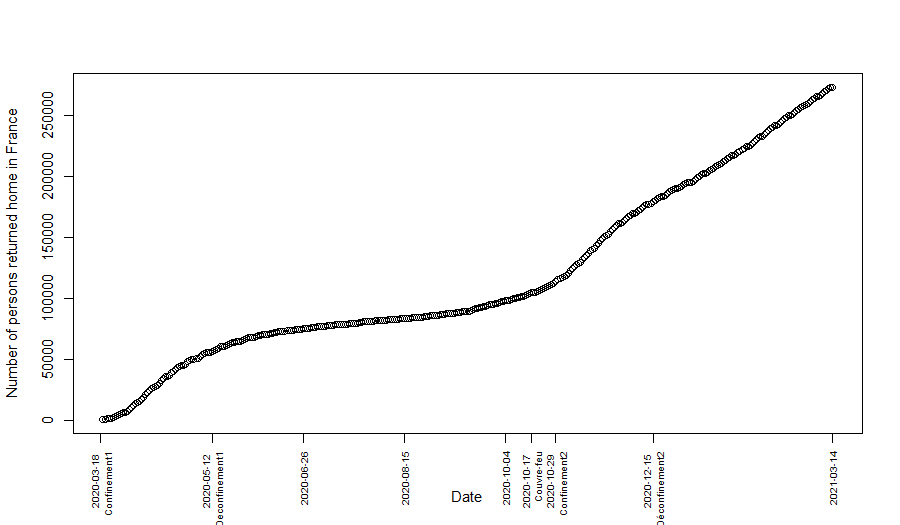 Number of persons returned home in France
250000
200000
150000
100000
50000
0
2020-03-18
Confinement1
2020-05-12
Deconfinement1
2020-06-26
2020-08-15
2020-10-04
2020-10-17
Couvre-feu
2020-10-29
Confinement2
2020-12-15
Déconfinement2
2021-03-14
Date